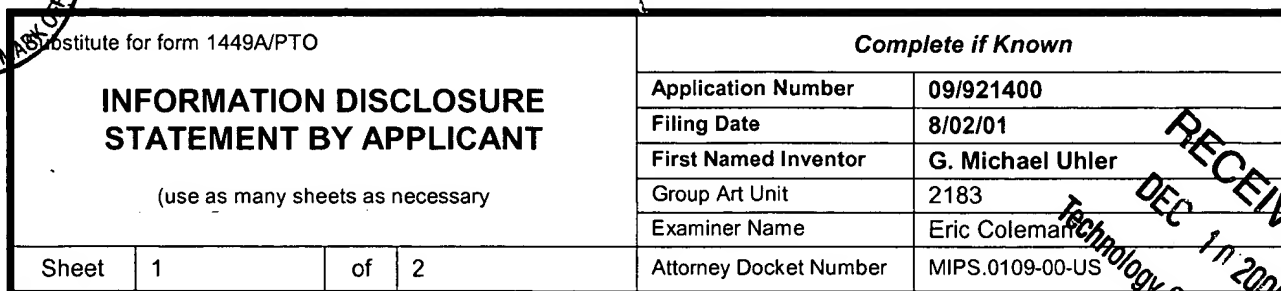 Substitute for form 1449A/PTO
INFORMATION DISCLOSURE
STATEMENT BY APPLICANT
(use as many sheets as necessary
Sheet 1 of 2
Complete if Known
Application Number 09/921400
Filing Date 8/02/01
First Named Inventor G. Michael Uhler
Group Art Unit 2183
Examiner Name Eric Coleman
Attorney Docket Number MIPS.0109-00-US
DEC 10
Technology